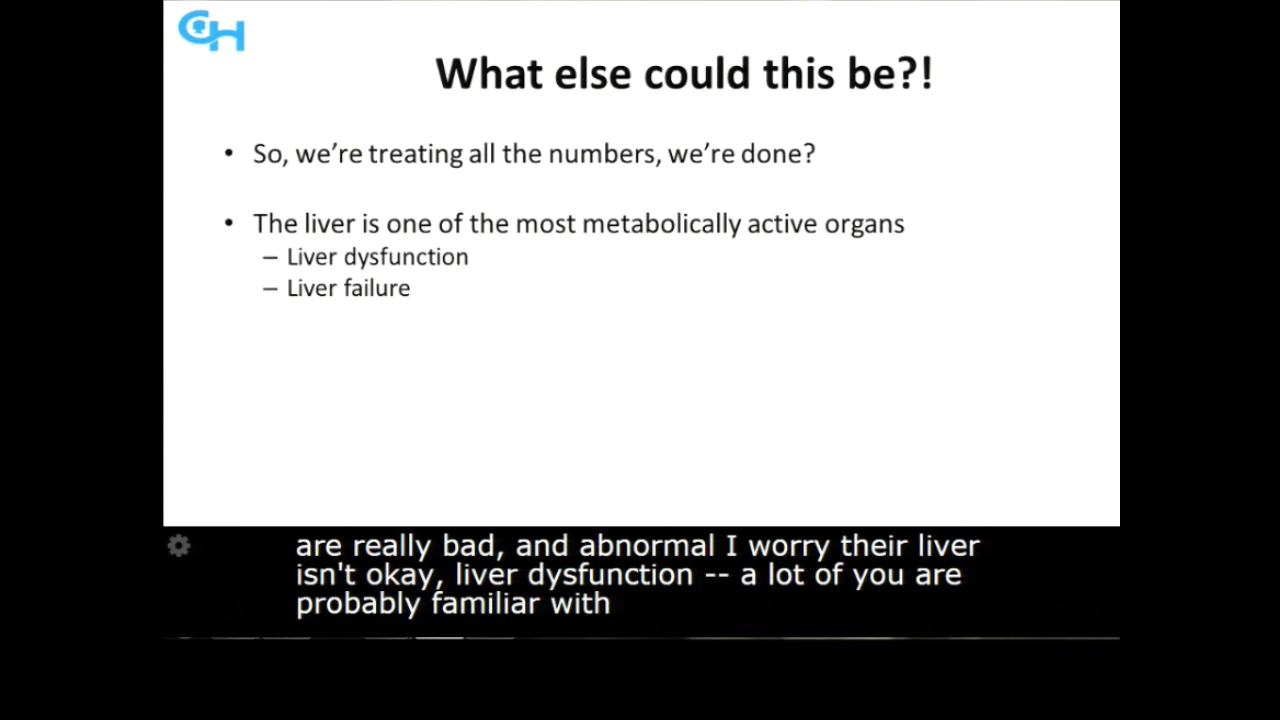 What else could this be?!
• So, we're treating all the numbers, we're done?
• The liver is one of the most metabolically active organs
– Liver dysfunction
– Liver failure
are really bad, and abnormal I worry their liver
isn't okay, liver dysfunction -- a lot of you are
probably familiar with